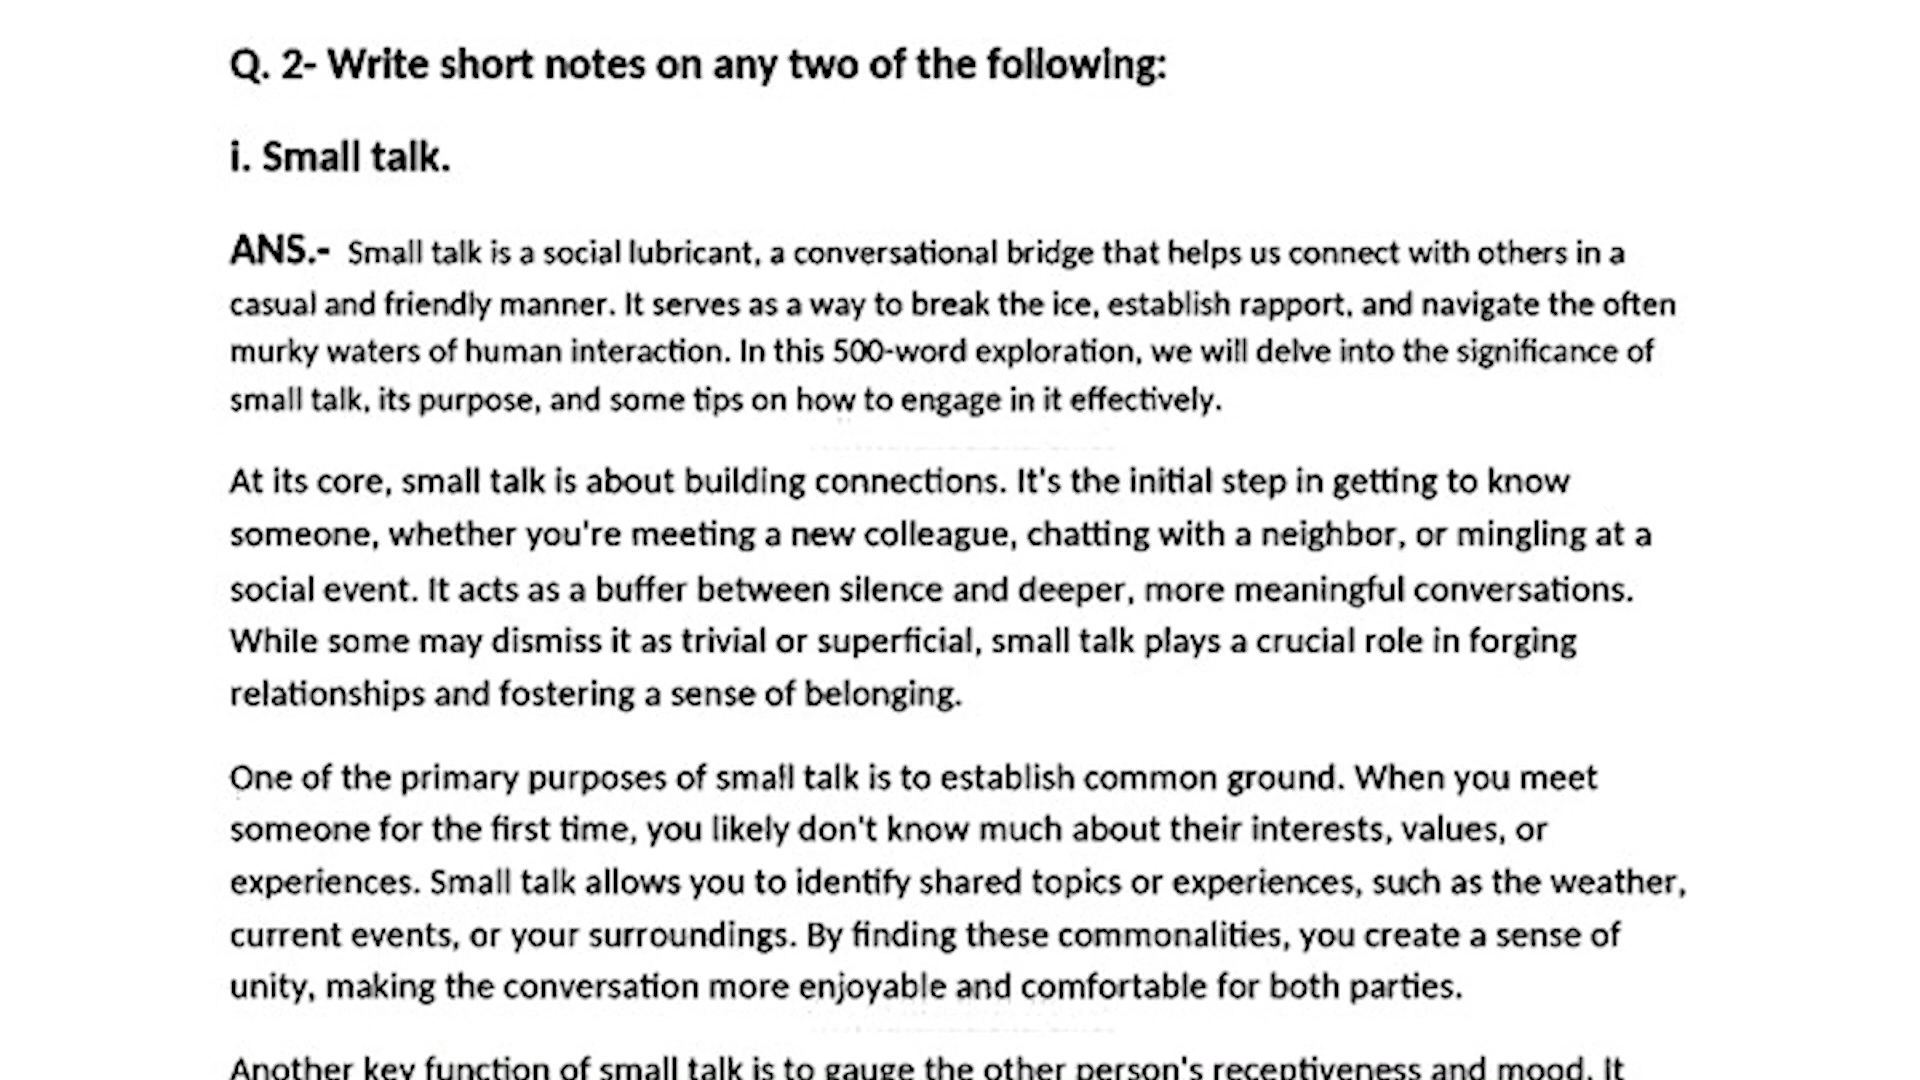 Q. 2- Write short notes on any two of the following:
i. Small talk.
ANS.- Small talk is a social lubricant, a conversational bridge that helps us connect with others in a
casual and friendly manner. It serves as a way to break the ice, establish rapport, and navigate the often
murky waters of human interaction. In this 500-word exploration, we will delve into the significance of
small talk, its purpose, and some tips on how to engage in it effectively.
At its core, small talk is about building connections. It's the initial step in getting to know
someone, whether you're meeting a new colleague, chatting with a neighbor, or mingling at a
social event. It acts as a buffer between silence and deeper, more meaningful conversations.
While some may dismiss it as trivial or superficial, small talk plays a crucial role in forging
relationships and fostering a sense of belonging.
One of the primary purposes of small talk is to establish common ground. When you meet
someone for the first time, you likely don't know much about their interests, values, or
experiences. Small talk allows you to identify shared topics or experiences, such as the weather,
current events, or your surroundings. By finding these commonalities, you create a sense of
unity, making the conversation more enjoyable and comfortable for both parties.
Another key function of small talk is to gauge the other person's receptiveness and mood. It